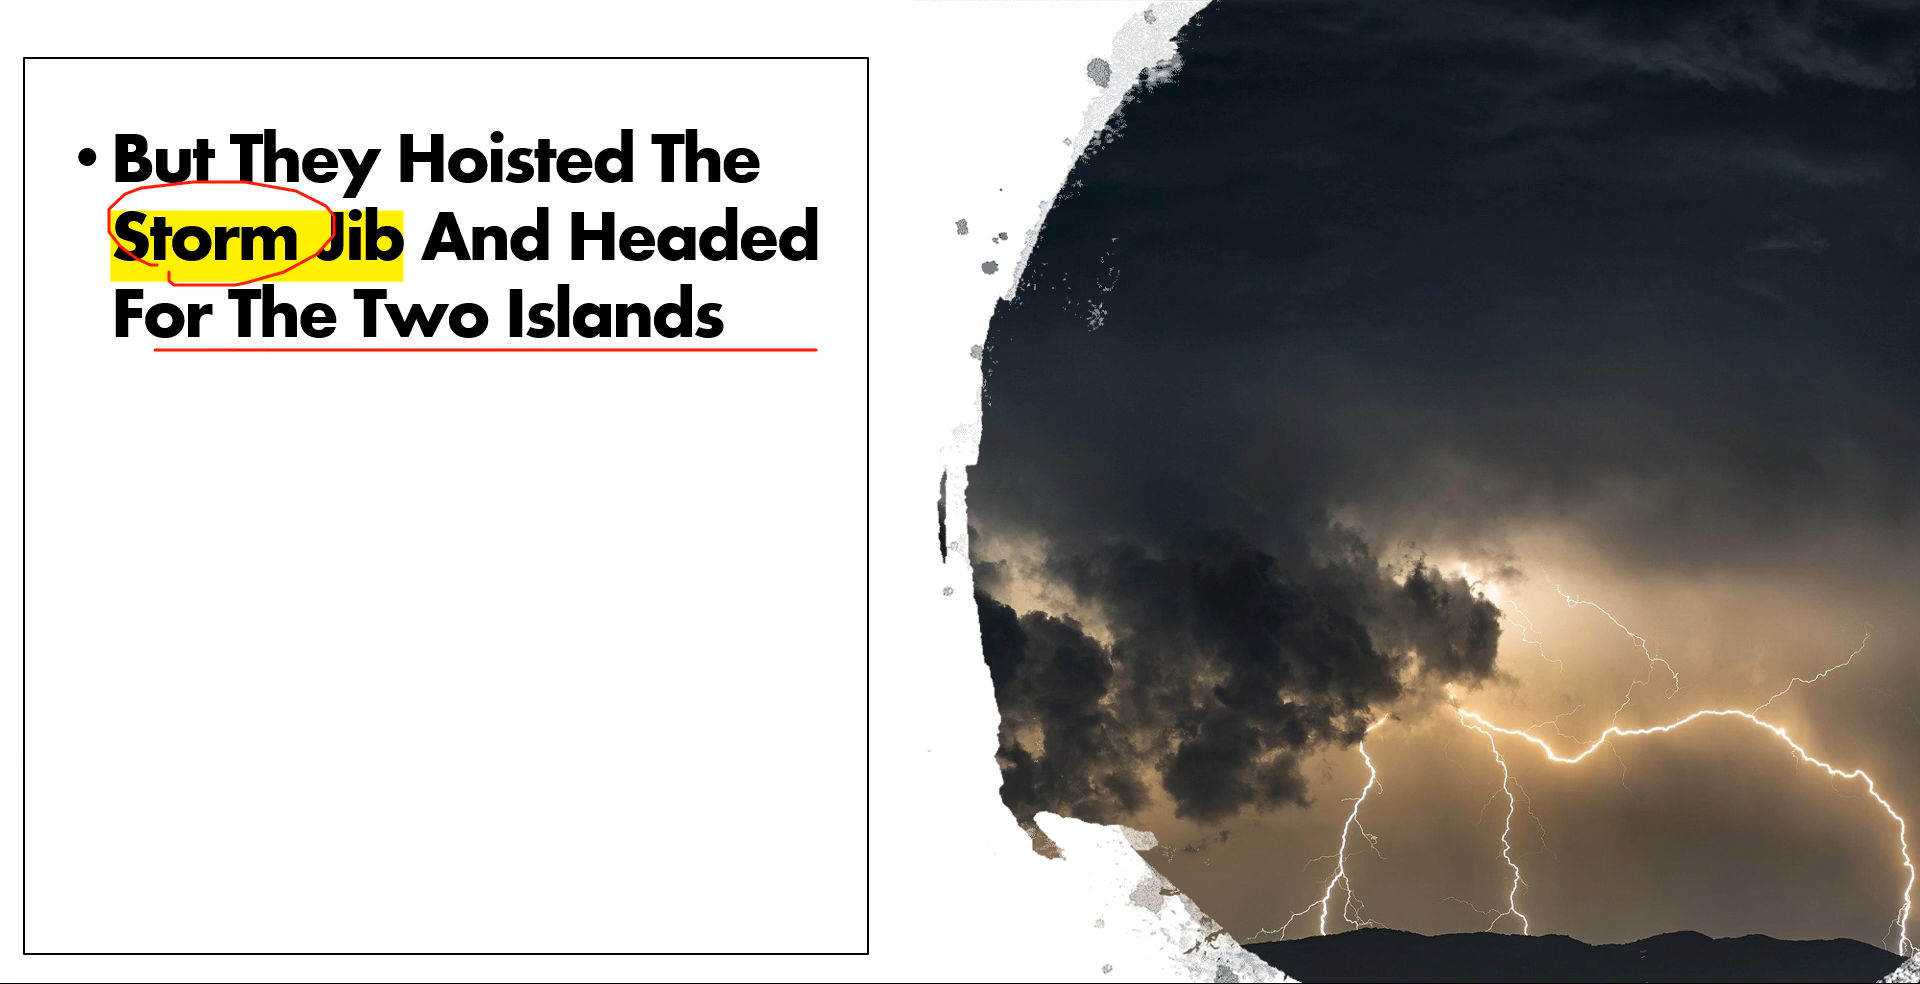 • But They Hoisted The
Storm Jib And Headed
For The Two Islands